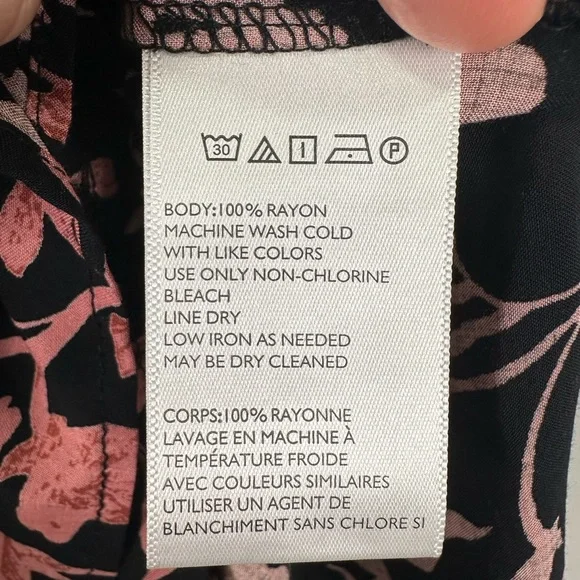 30 P
BODY:100% RAYON
MACHINE WASH COLD
WITH LIKE COLORS
USE ONLY NON-CHLORINE
BLEACH
LINE DRY
LOW IRON AS NEEDED
MAY BE DRY CLEANED
CORPS:100% RAYONNE
LAVAGE EN MACHINE À
TEMPÉRATURE FROIDE
AVEC COULEURS SIMILAIRES
UTILISER UN AGENT DE
BLANCHIMENT SANS CHLORE SI